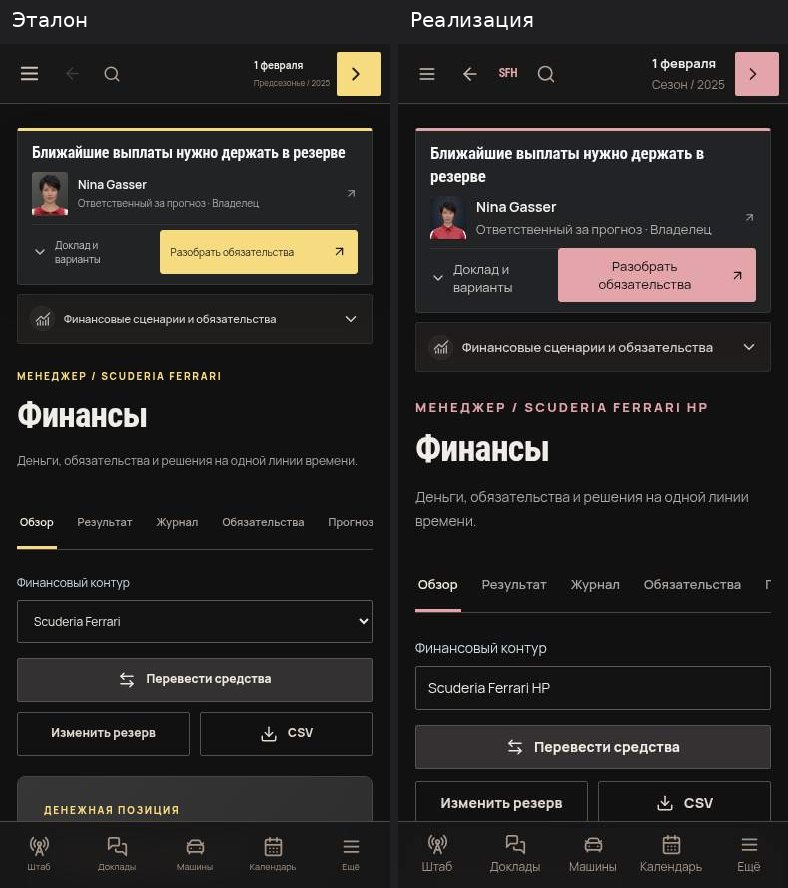 Эталон
1 февраля
Предсезонье / 2025
Ближайшие выплаты нужно держать в резерве
Nina Gasser
Ответственный за прогноз · Владелец
Доклад и
варианты
Разобрать обязательства
Финансовые сценарии и обязательства
МЕНЕДЖЕР / SCUDERIA FERRARI
Финансы
Деньги, обязательства и решения на одной линии времени.
Обзор Результат Журнал Обязательства Прогноз
Финансовый контур
Scuderia Ferrari
Перевести средства
Изменить резерв CSV
ДЕНЕЖНАЯ ПОЗИЦИЯ
Штаб Доклады Машины Календарь Ещё
Реализация
SFH
1 февраля
Сезон / 2025
Ближайшие выплаты нужно держать в
резерве
Nina Gasser
Ответственный за прогноз · Владелец
Доклад и
варианты
Разобрать
обязательства
Финансовые сценарии и обязательства
МЕНЕДЖЕР / SCUDERIA FERRARI HP
Финансы
Деньги, обязательства и решения на одной линии
времени.
Обзор Результат Журнал Обязательства
Финансовый контур
Scuderia Ferrari HP
Перевести средства
Изменить резерв CSV
Штаб Доклады Машины Календарь Ещё